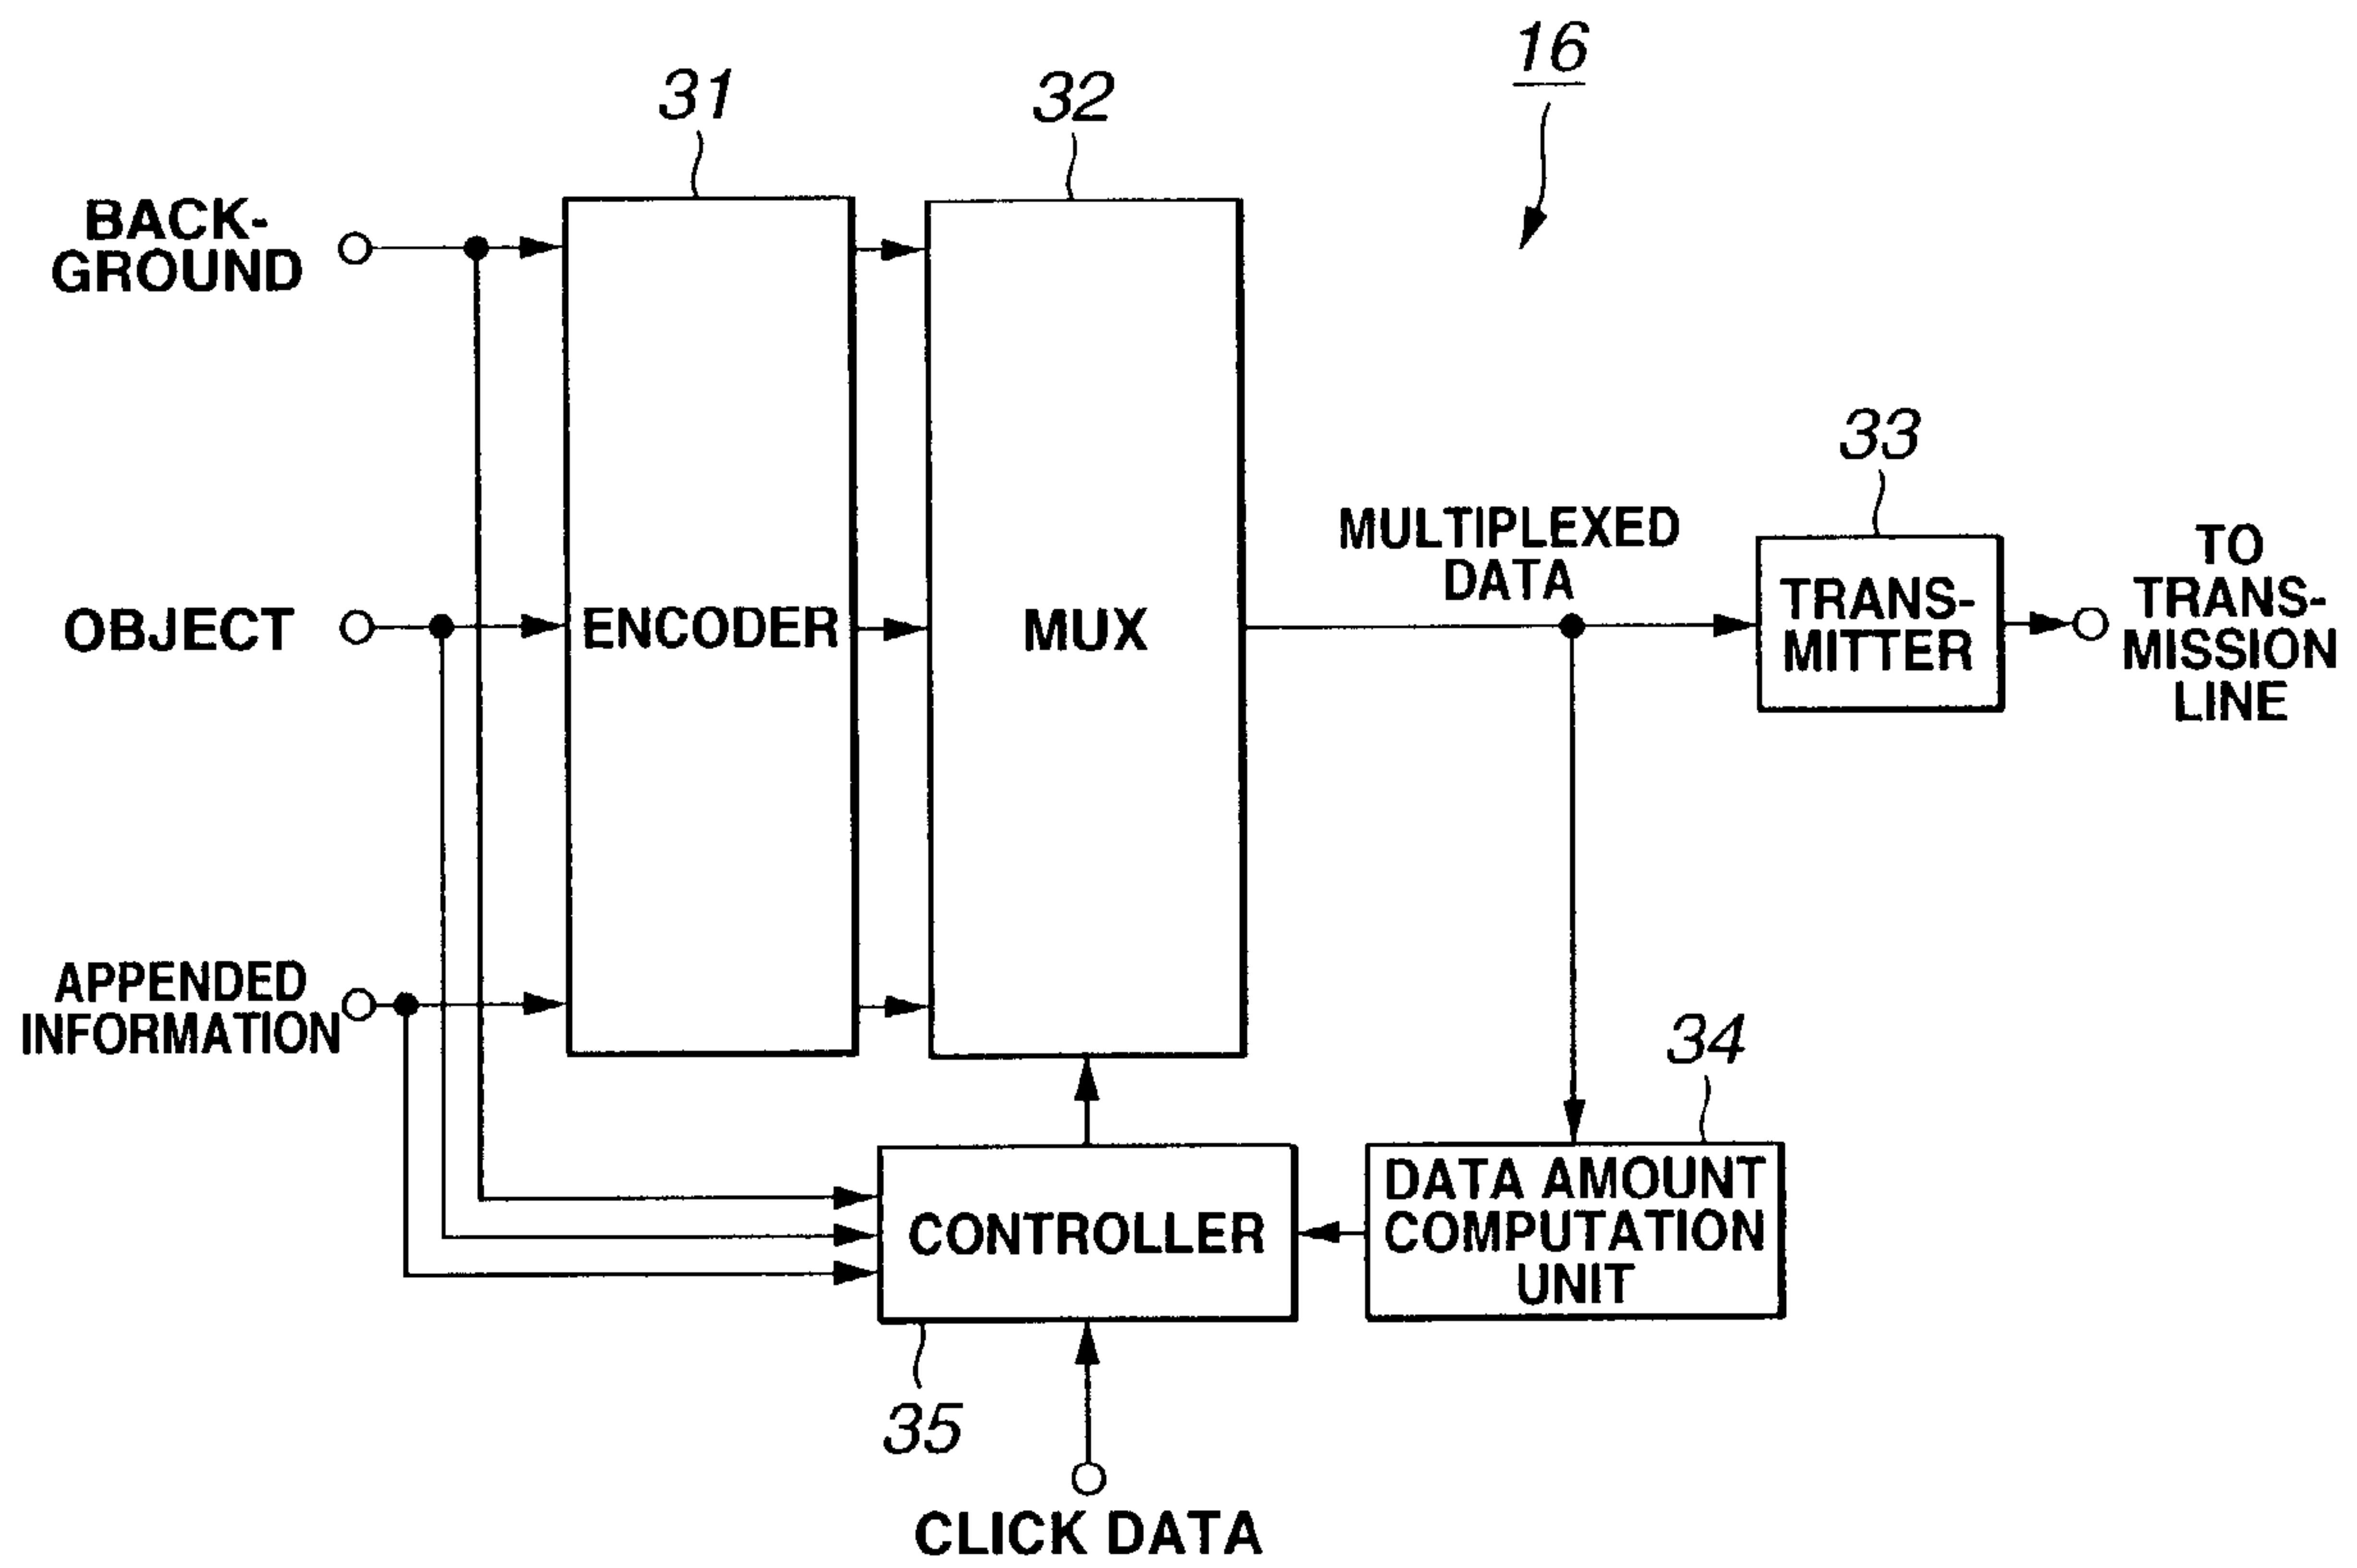 16
31
32
BACK-
GROUND
33
MULTIPLEXED
DATA
TO
TRANS-
MISSION
LINE
TRANS-
MITTER
OBJECT
ENCODER
MUX
APPENDED
INFORMATION
34
DATA AMOUNT
COMPUTATION
UNIT
CONTROLLER
35
CLICK DATA